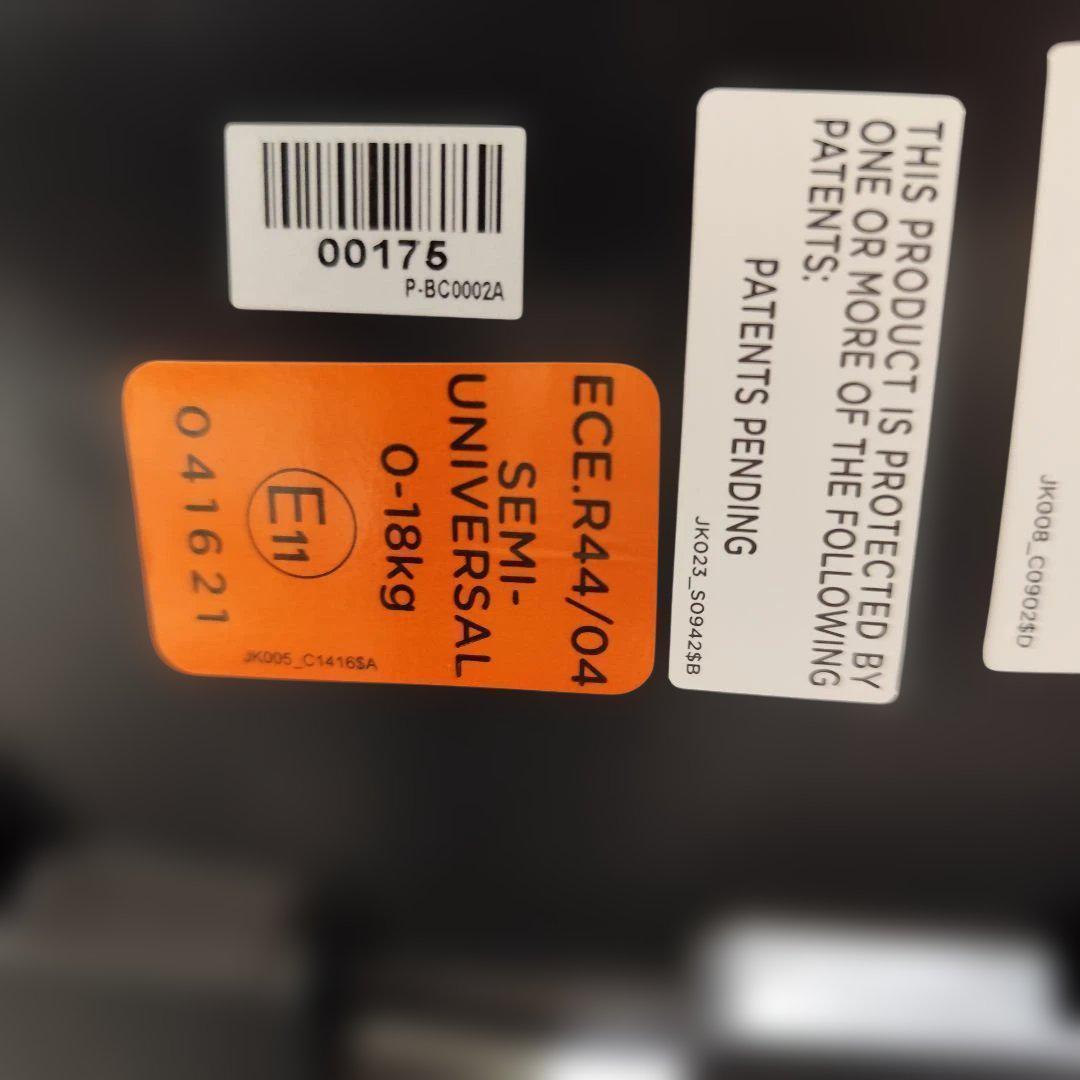 00175
P-BC0002A
ECE.R44/04
SEMI-
UNIVERSAL
0-18kg
E11
041621
JK005_C1416$A
THIS PRODUCT IS PROTECTED BY
ONE OR MORE OF THE FOLLOWING
PATENTS:
PATENTS PENDING
JK023_S0942$B
JK008_C0902$D